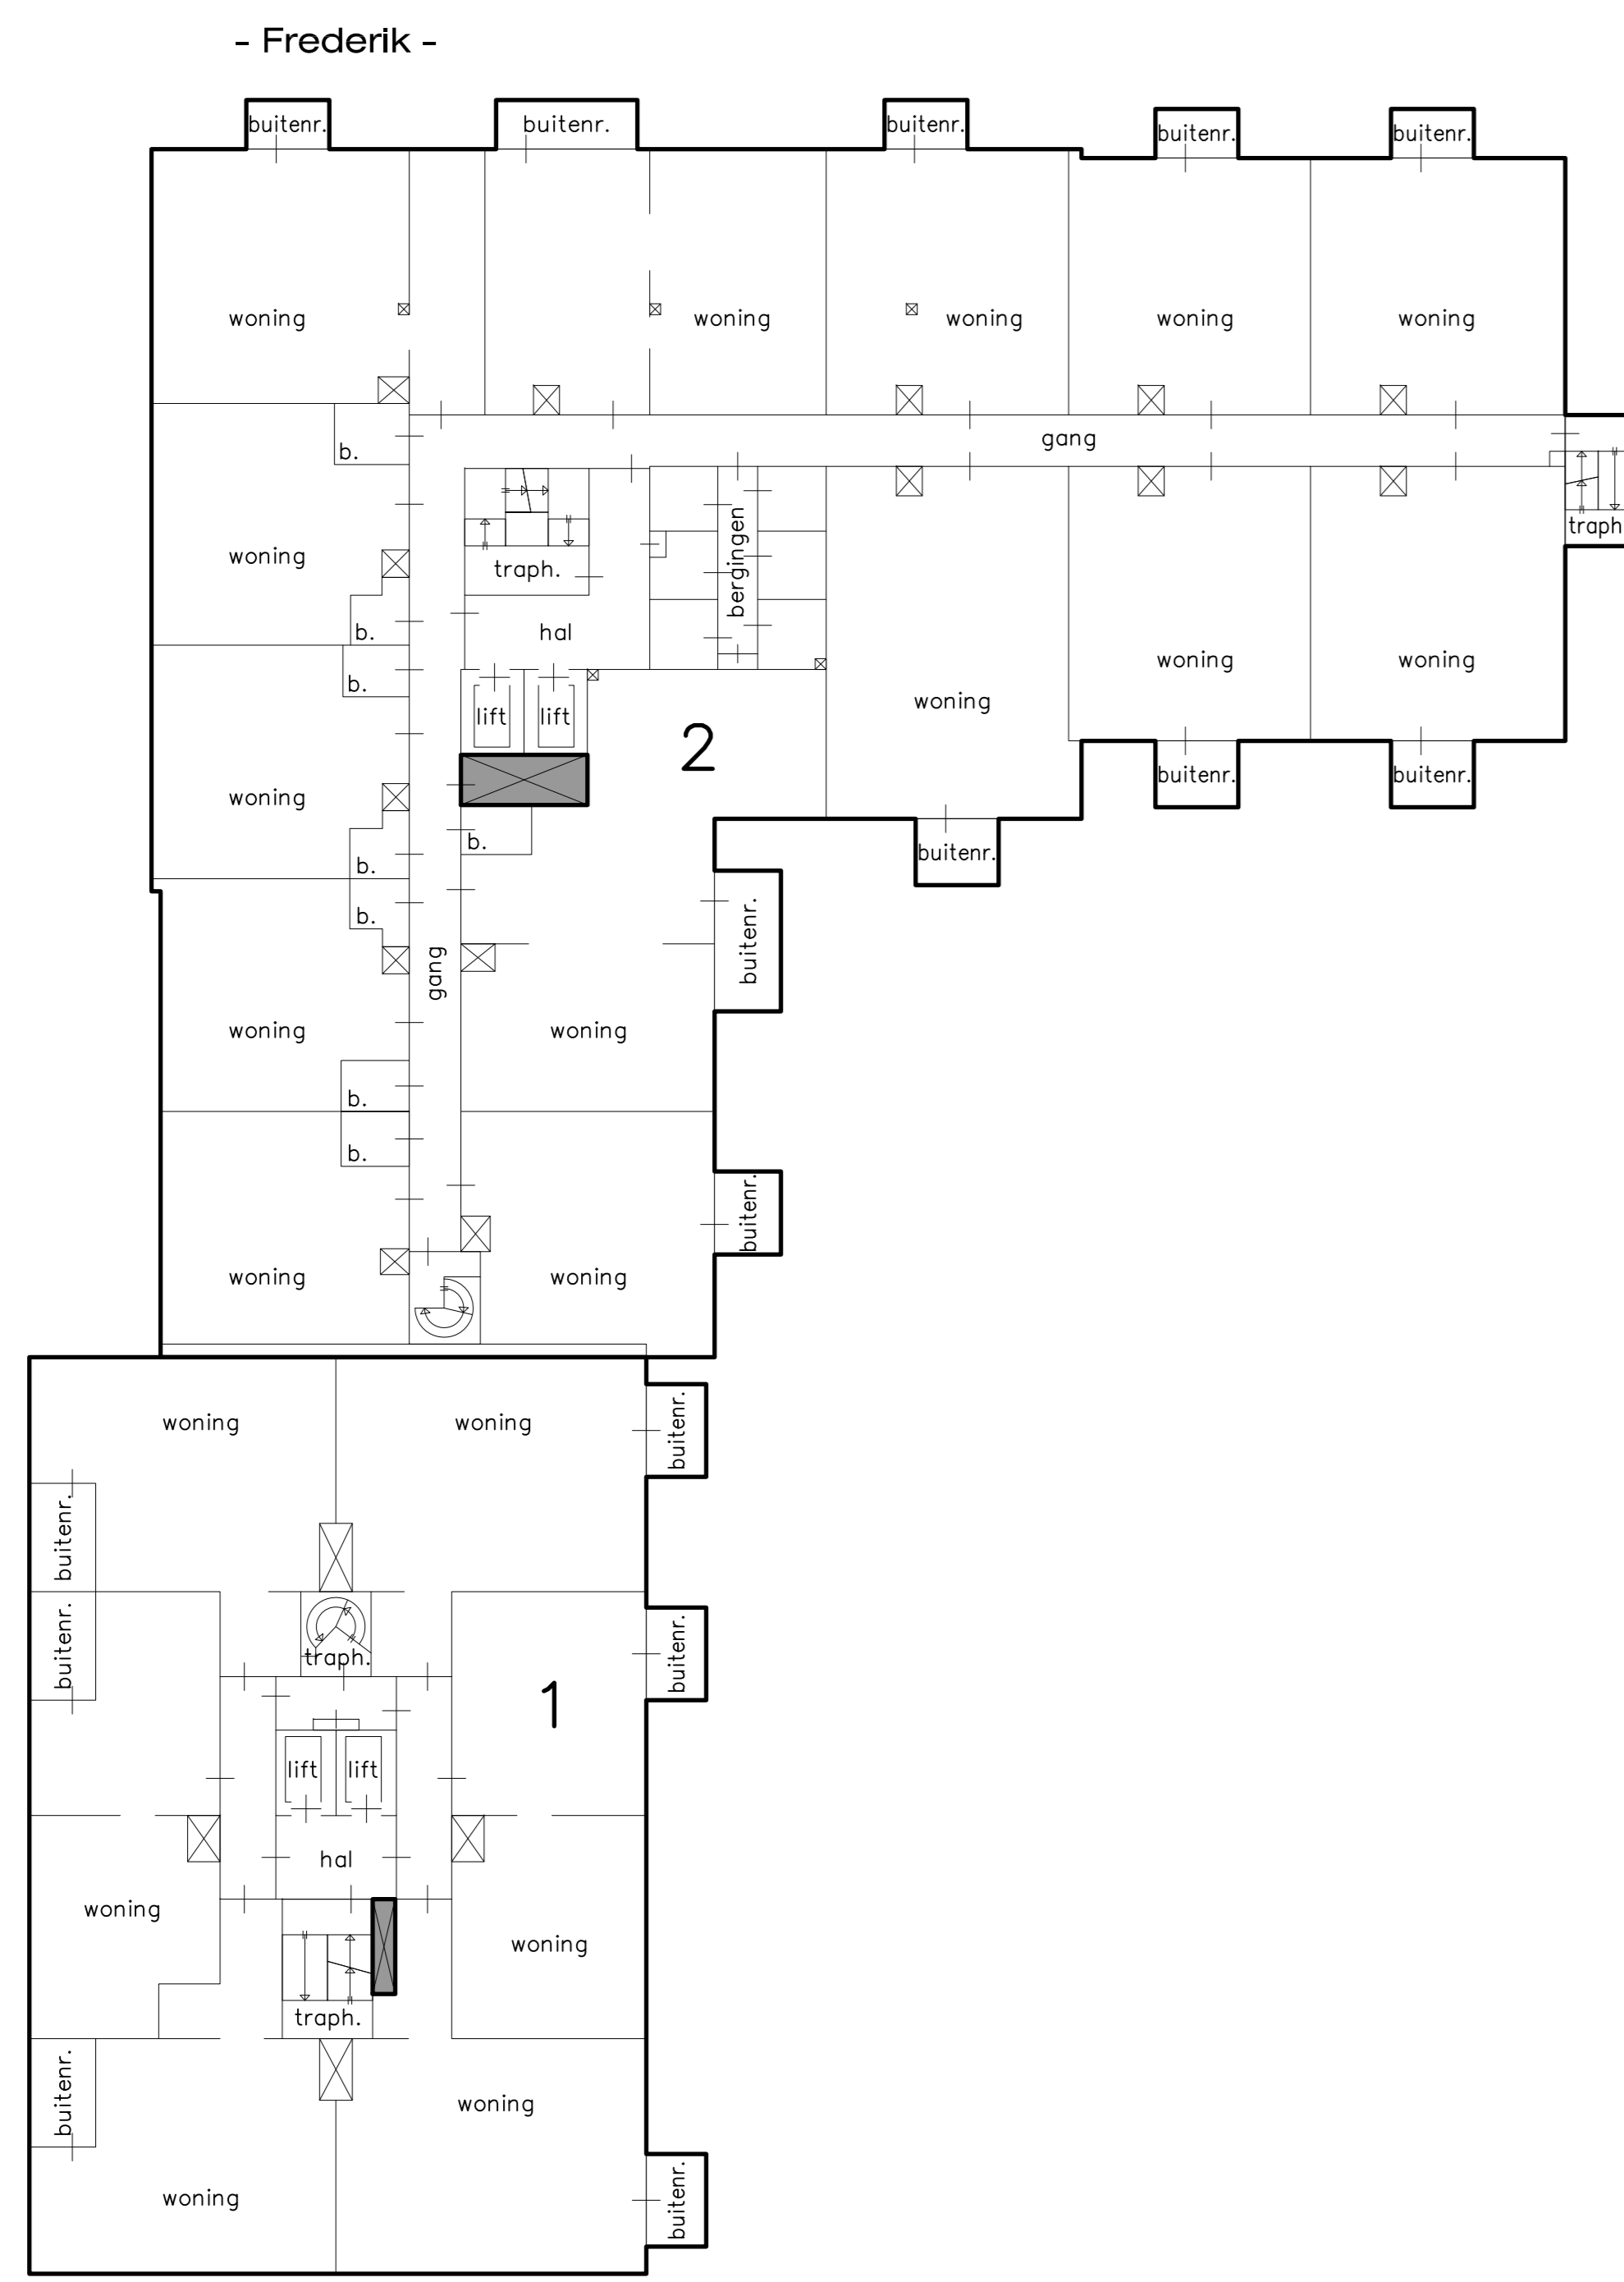 - Frederik -
buitenr.
buitenr.
buitenr.
buitenr.
buitenr.
woning
woning
woning
woning
woning
gang
b.
traph.
bergingen
traph
woning
hal
b.
b.
lift
lift
2
woning
woning
woning
woning
buitenr.
buitenr.
buitenr.
b.
b.
b.
gang
buitenr.
woning
woning
b.
b.
buitenr.
woning
woning
woning
woning
buitenr.
buitenr.
buitenr.
buitenr.
traph.
1
lift
lift
hal
woning
woning
traph.
buitenr.
woning
woning
buitenr.